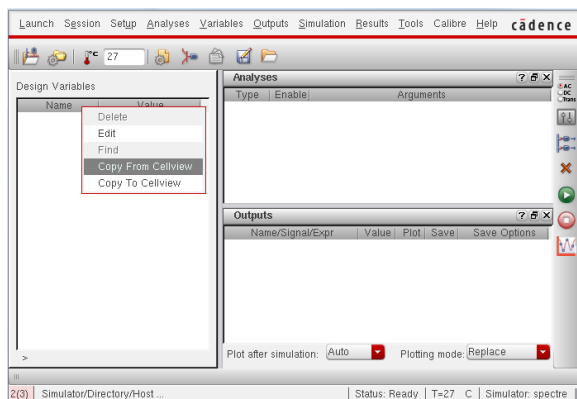 Launch Session Setup Analyses Variables Outputs Simulation Results Tools Calibre Help cādence
T°C 27
Design Variables
Name Value
Delete
Edit
Find
Copy From Cellview
Copy To Cellview
>
Analyses ? X
Type Enable Arguments
Outputs ? X
Name/Signal/Expr Value Plot Save Save Options
Plot after simulation: Auto Plotting mode: Replace
AC
DC
Trans
2(3) Simulator/Directory/Host ... Status: Ready T=27 C Simulator: spectre